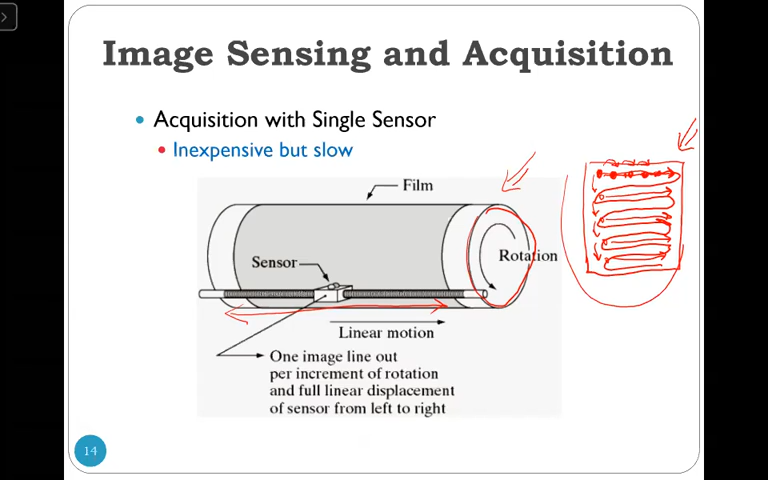 Image Sensing and Acquisition
Acquisition with Single Sensor
Inexpensive but slow
Film
Sensor
Rotation
Linear motion
One image line out
per increment of rotation
and full linear displacement
of sensor from left to right
14